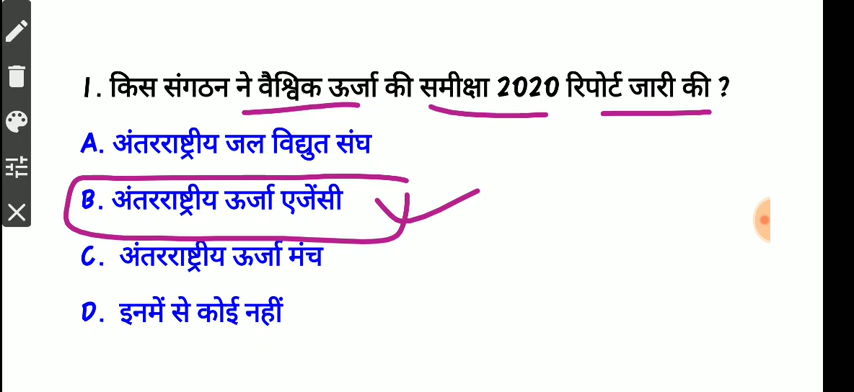 1. किस संगठन ने वैश्विक ऊर्जा की समीक्षा 2020 रिपोर्ट जारी की ?
A. अंतरराष्ट्रीय जल विद्युत संघ
B. अंतरराष्ट्रीय ऊर्जा एजेंसी
C. अंतरराष्ट्रीय ऊर्जा मंच
D. इनमें से कोई नहीं